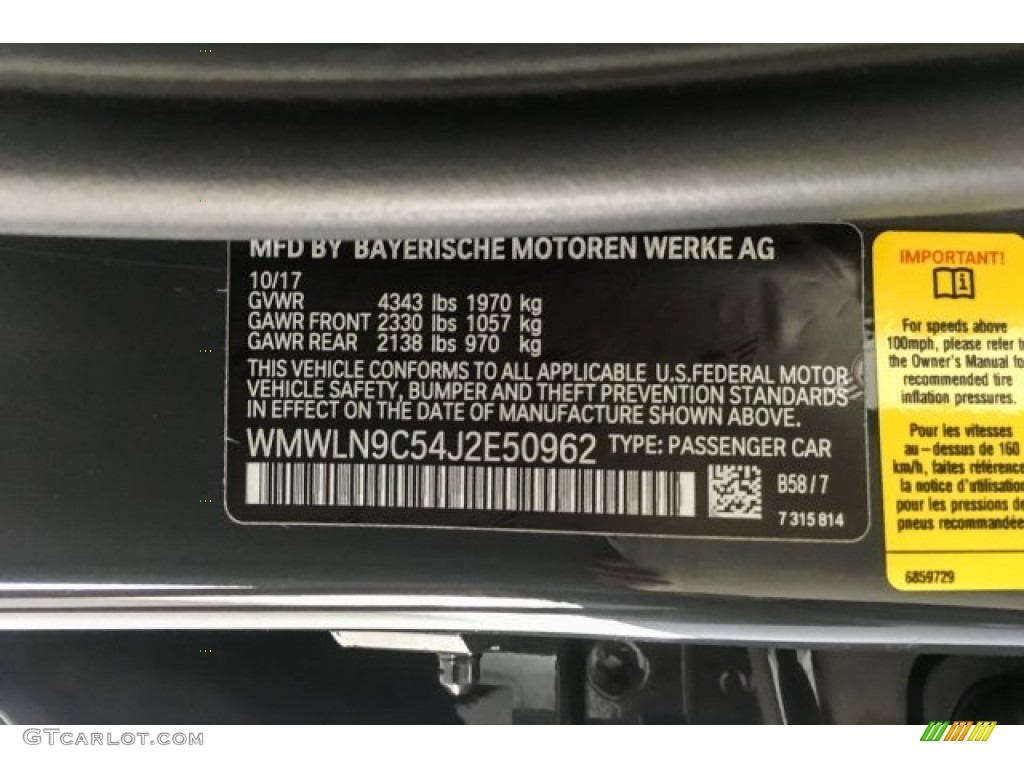 MFD BY BAYERISCHE MOTOREN WERKE AG
10/17
GVWR 4343 lbs 1970 kg
GAWR FRONT 2330 lbs 1057 kg
GAWR REAR 2138 lbs 970 kg
THIS VEHICLE CONFORMS TO ALL APPLICABLE U.S.FEDERAL MOTOR
VEHICLE SAFETY, BUMPER AND THEFT PREVENTION STANDARDS
IN EFFECT ON THE DATE OF MANUFACTURE SHOWN ABOVE.
WMWLN9C54J2E50962 TYPE: PASSENGER CAR
B58/7
7 315 814
IMPORTANT!
For speeds above
100mph, please refer t
the Owner's Manual fo
recommended tire
inflation pressures.
Pour les vitesses
au-dessus de 160
km/h, faites référence
la notice d'utilisation
pour les pressions de
pneus recommandée
6859729
GTcarlot.com